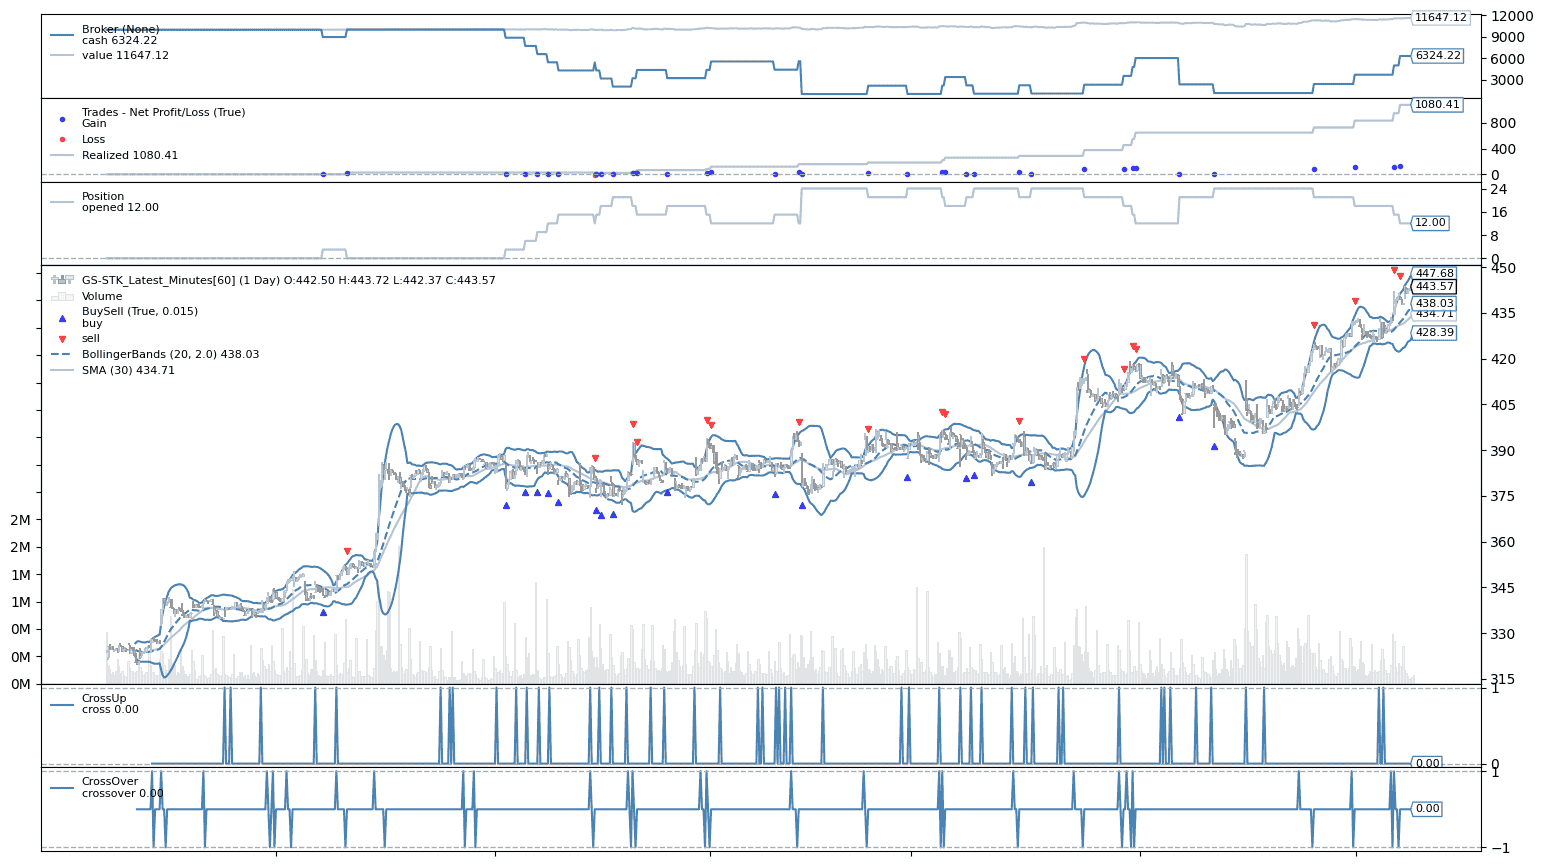 Broker (None)
cash 6324.22
value 11647.12
11647.12
6324.22
12000
9000
6000
3000
Trades - Net Profit/Loss (True)
Gain
Loss
Realized 1080.41
1080.41
800
400
0
Position
opened 12.00
12.00
24
16
8
0
GS-STK_Latest_Minutes[60] (1 Day) O:442.50 H:443.72 L:442.37 C:443.57
Volume
BuySell (True, 0.015)
buy
sell
BollingerBands (20, 2.0) 438.03
SMA (30) 434.71
447.68
443.57
438.03
434.71
428.39
450
435
420
405
390
375
360
345
330
315
2M
2M
1M
1M
0M
0M
0M
CrossUp
cross 0.00
0.00
1
0
CrossOver
crossover 0.00
0.00
1
−1